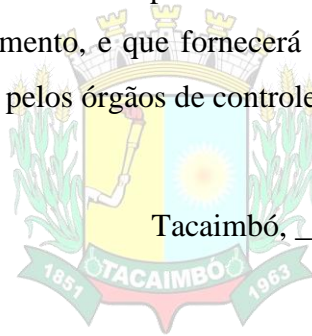 mento, e que fornecerá
pelos órgãos de controle
Tacaimbó, _
1851 TACAIMBÓ 1963